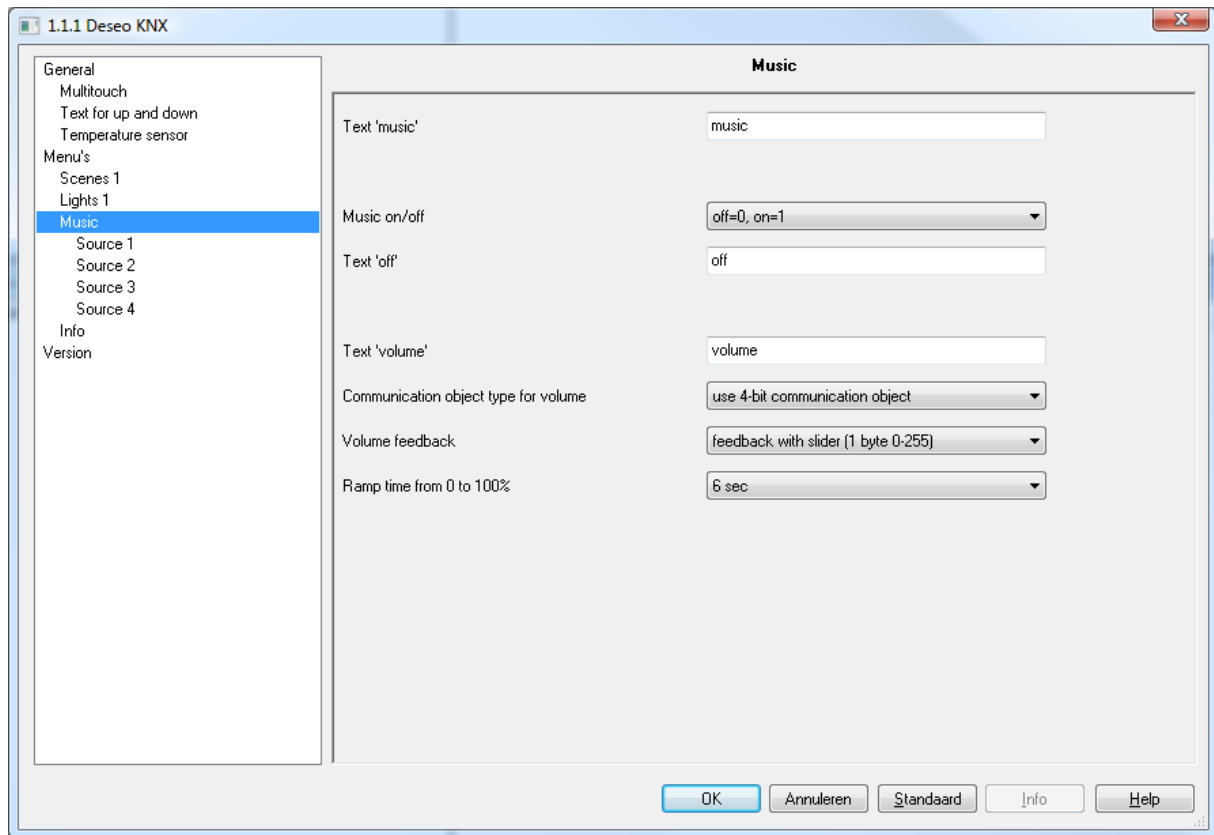 1.1.1 Deseo KNX
General
Multitouch
Text for up and down
Temperature sensor
Menu's
Scenes 1
Lights 1
Music
Source 1
Source 2
Source 3
Source 4
Info
Version
Music
Text 'music' music
Music on/off off=0, on=1
Text 'off' off
Text 'volume' volume
Communication object type for volume use 4-bit communication object
Volume feedback feedback with slider (1 byte 0-255)
Ramp time from 0 to 100% 6 sec
OK Annuleren Standaard Info Help